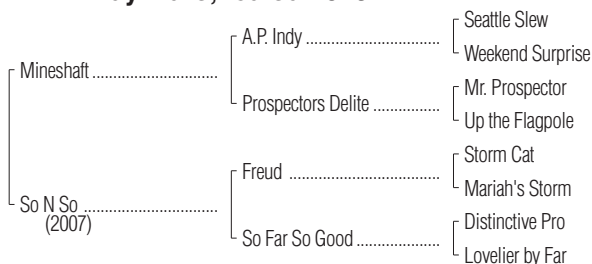 Seattle Slew
A.P. Indy ..........................................
Weekend Surprise
Mineshaft ........................................
Mr. Prospector
Prospectors Delite .....................
Up the Flagpole
Storm Cat
Freud ................................................
Mariah's Storm
So N So ...........................................
(2007)
Distinctive Pro
So Far So Good ..........................
Lovelier by Far